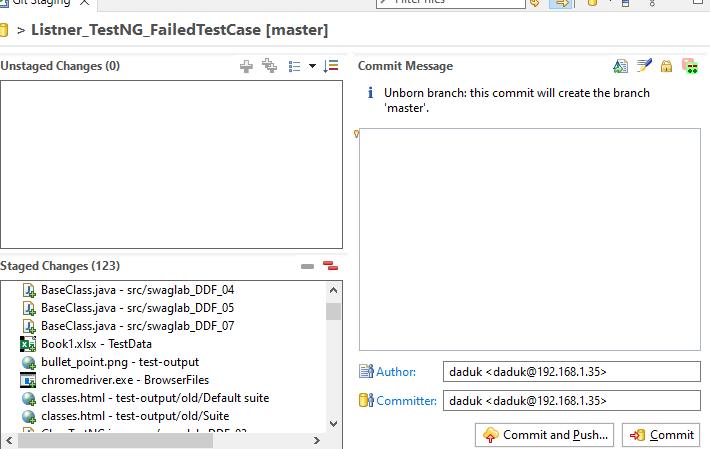 Git Staging
Filter files
> Listner_TestNG_FailedTestCase [master]
Unstaged Changes (0)
Commit Message
Unborn branch: this commit will create the branch
'master'.
Staged Changes (123)
BaseClass.java - src/swaglab_DDF_04
BaseClass.java - src/swaglab_DDF_05
BaseClass.java - src/swaglab_DDF_07
Book1.xlsx - TestData
bullet_point.png - test-output
chromedriver.exe - BrowserFiles
classes.html - test-output/old/Default suite
classes.html - test-output/old/Suite
Author:
daduk <daduk@192.168.1.35>
Committer:
daduk <daduk@192.168.1.35>
Commit and Push...
Commit